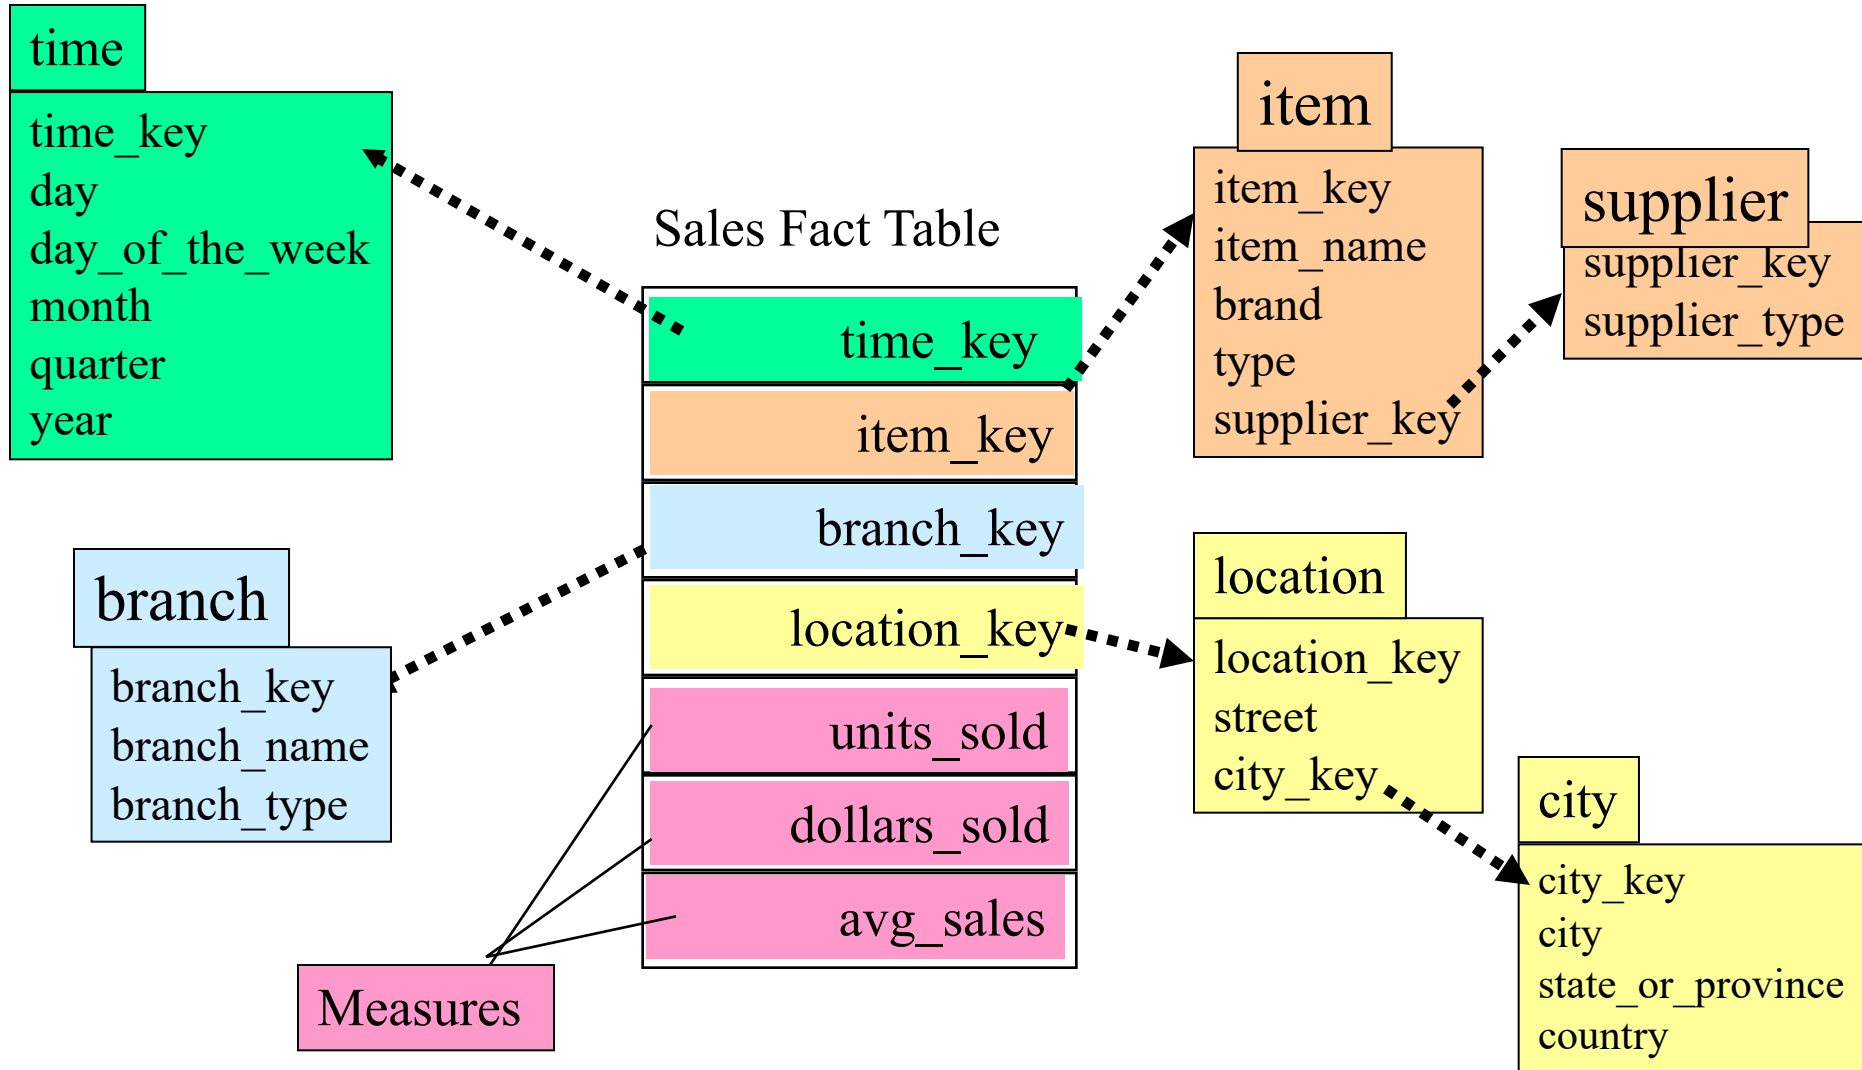 time
time_key
day
day_of_the_week
month
quarter
year
Sales Fact Table
time_key
item_key
branch_key
location_key
units_sold
dollars_sold
avg_sales
branch
branch_key
branch_name
branch_type
Measures
item
item_key
item_name
brand
type
supplier_key
supplier
supplier_key
supplier_type
location
location_key
street
city_key
city
city_key
city
state_or_province
country